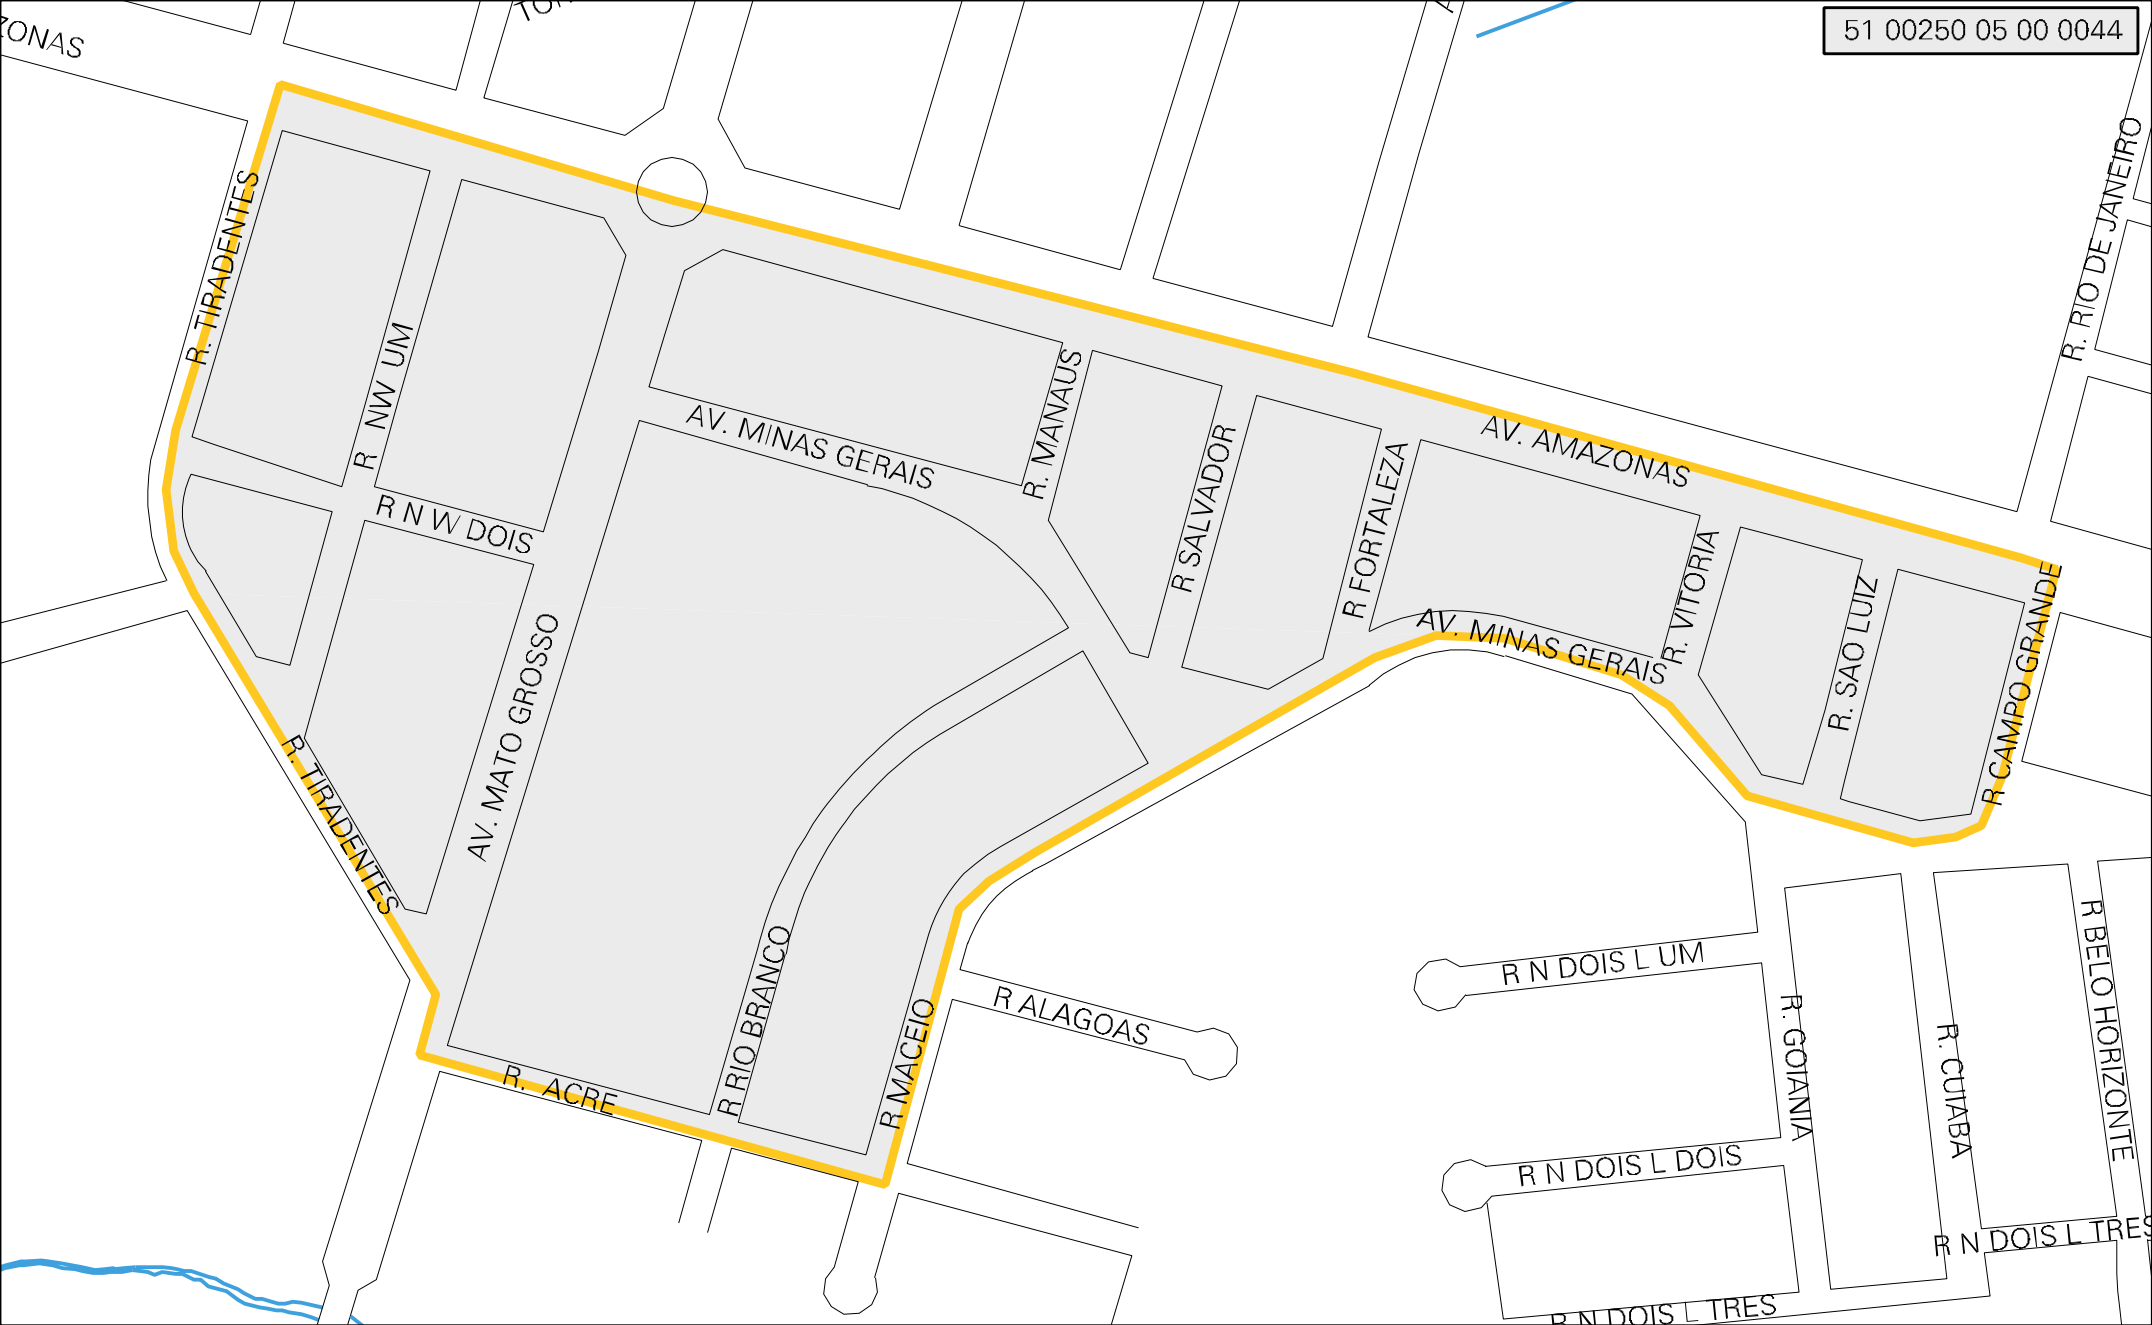 51 00250 05 00 0044
ZONAS
R. TIRADENTES
R. RIO DE JANEIRO
R NW UM
R. MANAUS
AV. MINAS GERAIS
AV. AMAZONAS
R SALVADOR
R FORTALEZA
R N W DOIS
R. VITORIA
R. SAO LUIZ
R CAMPO GRANDE
AV. MINAS GERAIS
AV. MATO GROSSO
R. TIRADENTES
R RIO BRANCO
R MACEIO
R ALAGOAS
R. ACRE
R N DOIS L UM
R. GOIANIA
R. CUIABA
R BELO HORIZONTE
R N DOIS L DOIS
R N DOIS L TRES
R N DOIS L TRES